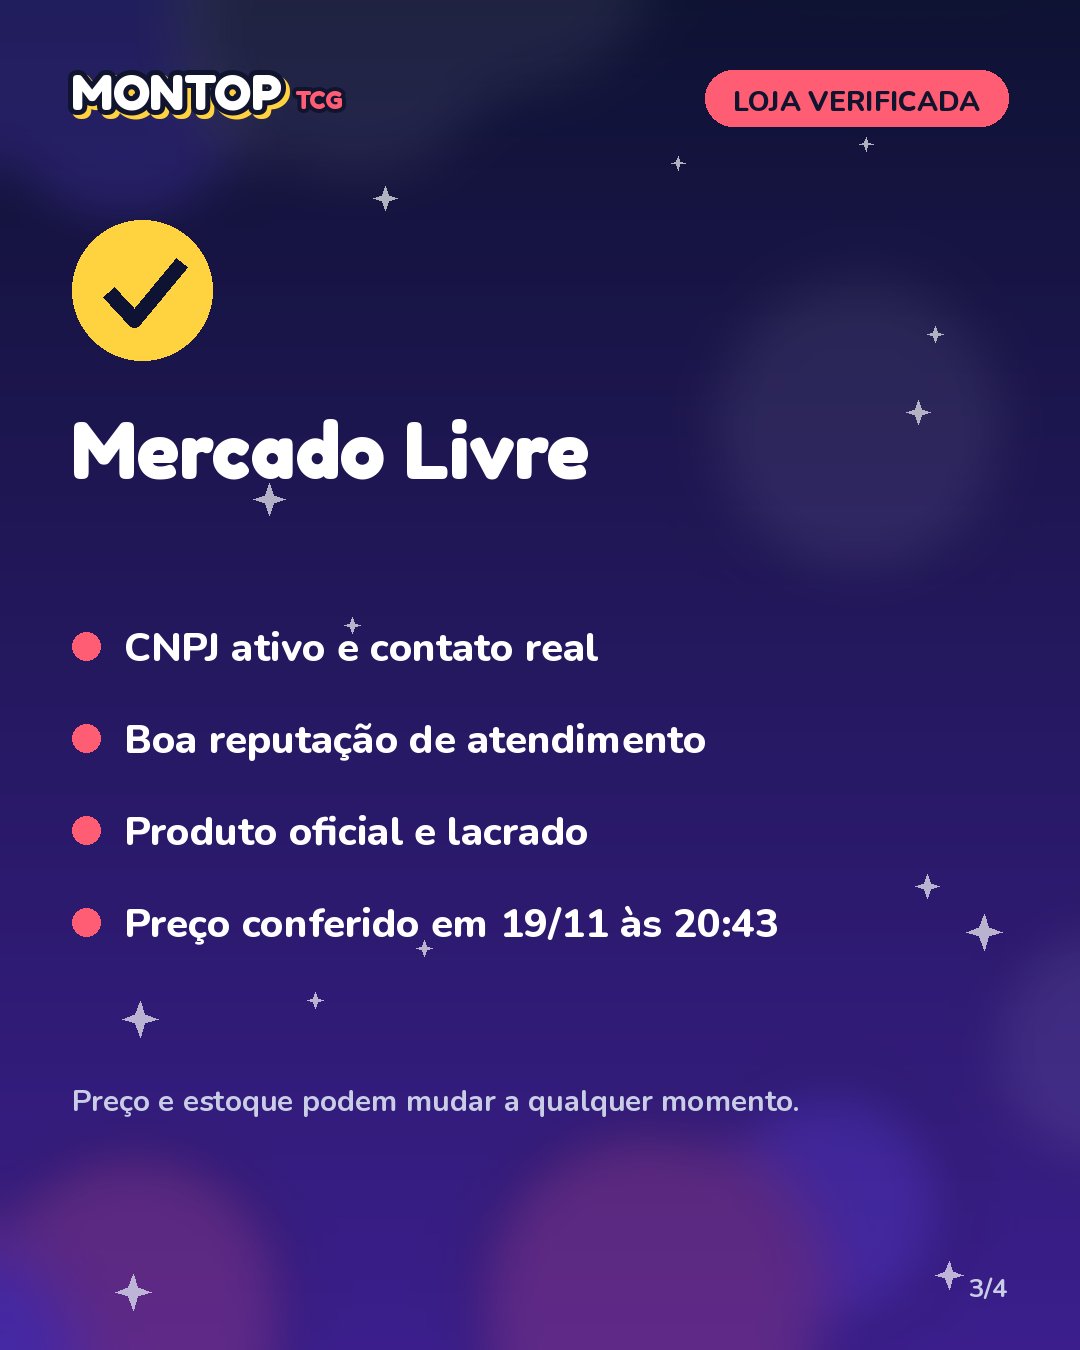 MONTOP TCG
LOJA VERIFICADA
Mercado Livre
CNPJ ativo e contato real
Boa reputação de atendimento
Produto oficial e lacrado
Preço conferido em 19/11 às 20:43
Preço e estoque podem mudar a qualquer momento.
3/4